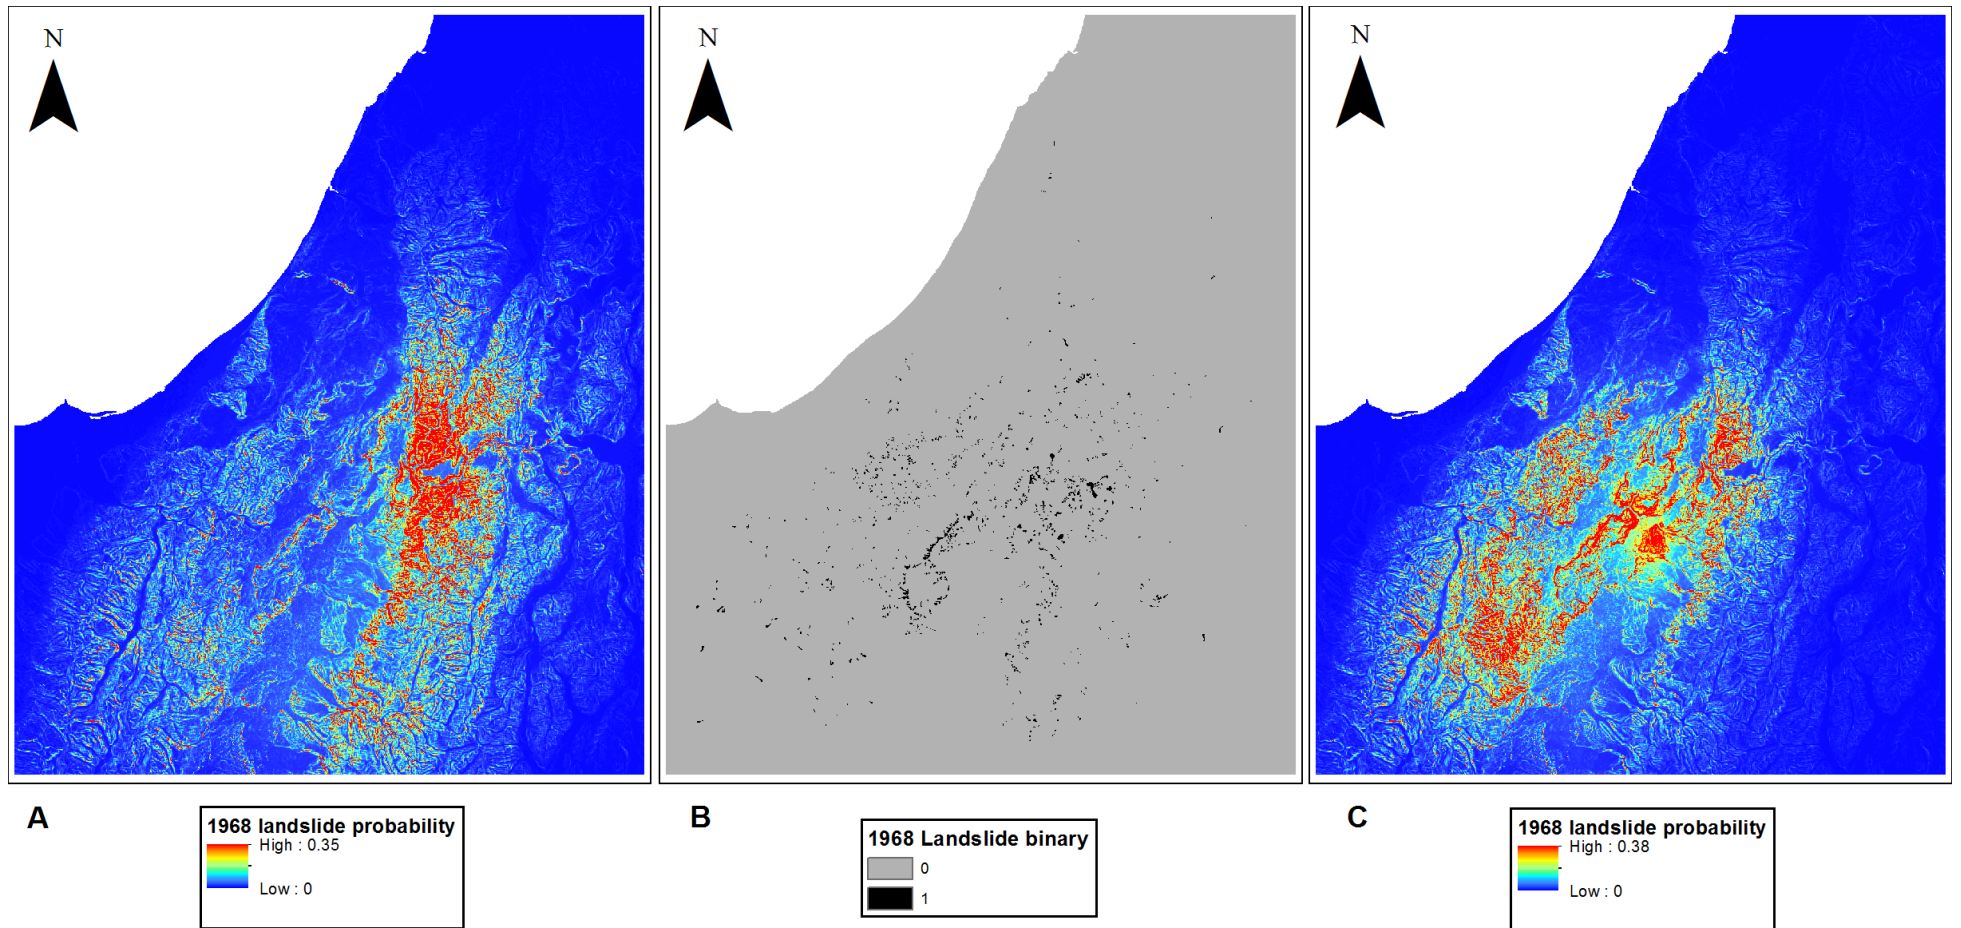 N
N
N
A
1968 landslide probability
High : 0.35
Low : 0
B
1968 Landslide binary
0
1
C
1968 landslide probability
High : 0.38
Low : 0